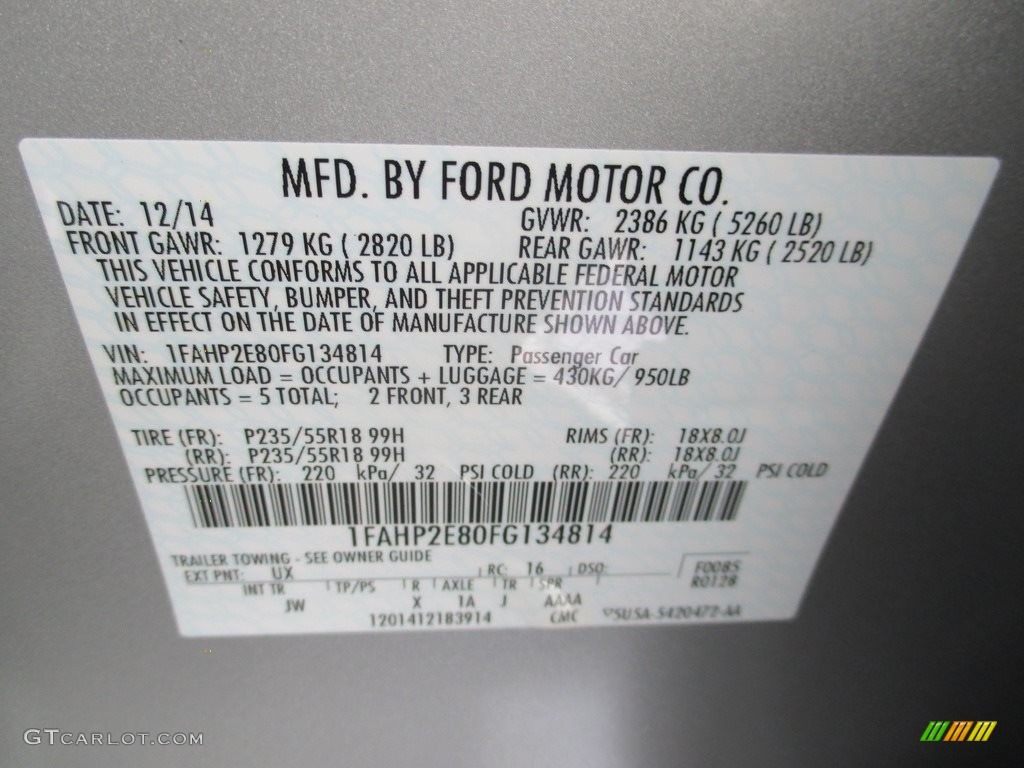 MFD. BY FORD MOTOR CO.
DATE: 12/14 GVWR: 2386 KG ( 5260 LB)
FRONT GAWR: 1279 KG ( 2820 LB) REAR GAWR: 1143 KG ( 2520 LB)
THIS VEHICLE CONFORMS TO ALL APPLICABLE FEDERAL MOTOR
VEHICLE SAFETY, BUMPER, AND THEFT PREVENTION STANDARDS
IN EFFECT ON THE DATE OF MANUFACTURE SHOWN ABOVE.
VIN: 1FAHP2E80FG134814 TYPE: Passenger Car
MAXIMUM LOAD = OCCUPANTS + LUGGAGE = 430KG/ 950LB
OCCUPANTS = 5 TOTAL; 2 FRONT, 3 REAR
TIRE (FR): P235/55R18 99H RIMS (FR): 18X8.0J
(RR): P235/55R18 99H (RR): 18X8.0J
PRESSURE (FR): 220 kPa/ 32 PSI COLD (RR): 220 kPa/ 32 PSI COLD
1FAHP2E80FG134814
TRAILER TOWING - SEE OWNER GUIDE
EXT PNT: UX RC: 16 DSO: F0085
INT TR TP/PS R AXLE TR SPR R0128
JW X 1A J AAAA
1201412183914 CMC 5U5A-5420472-AA
GTCARLOT.COM